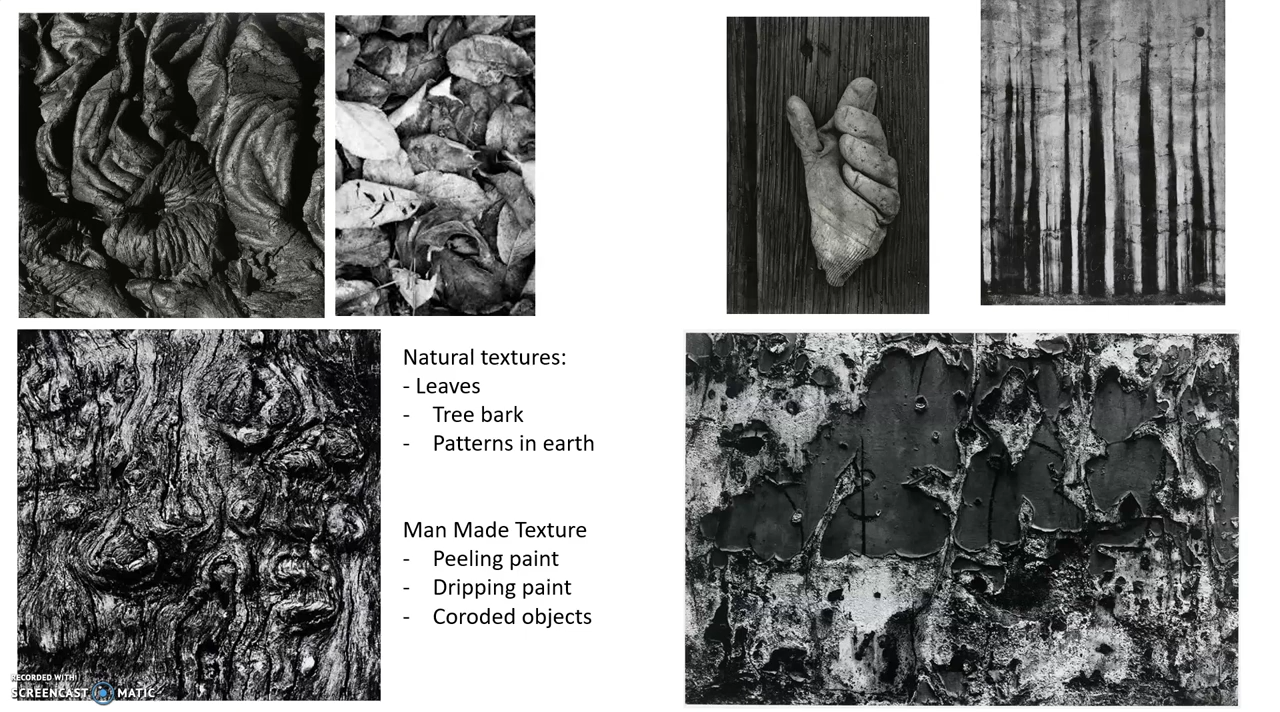 Natural textures:
- Leaves
- Tree bark
- Patterns in earth
Man Made Texture
- Peeling paint
- Dripping paint
- Coroded objects
RECORDED WITH
SCREENCAST MATIC